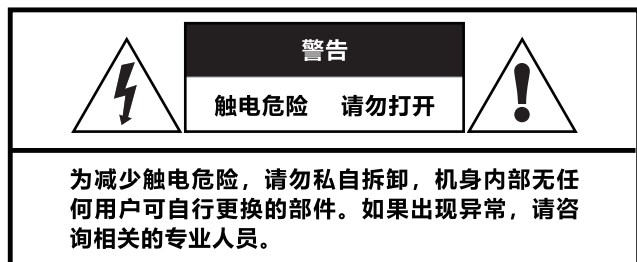 警告
触电危险 请勿打开
为减少触电危险，请勿私自拆卸，机身内部无任
何用户可自行更换的部件。如果出现异常，请咨
询相关的专业人员。